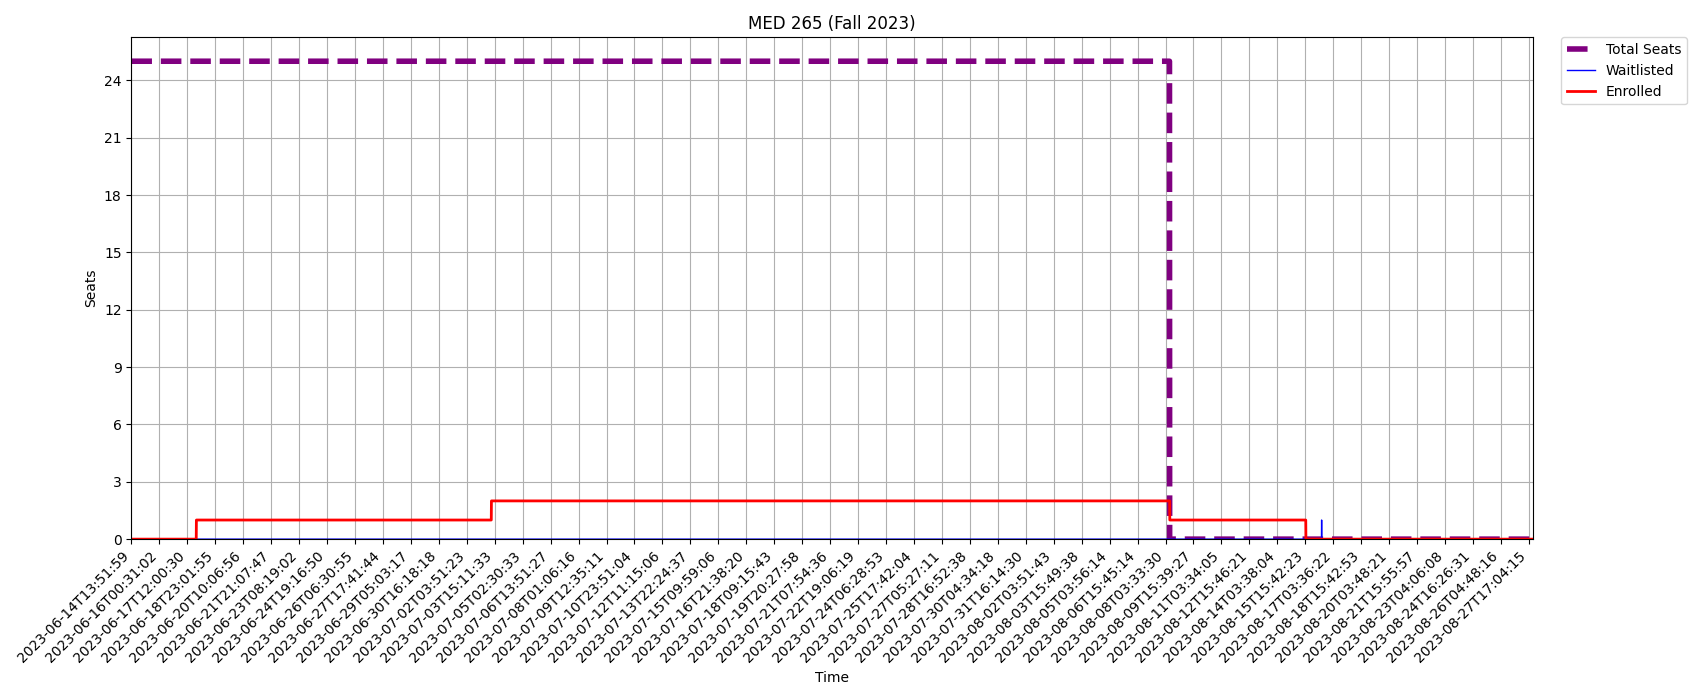 MED 265 (Fall 2023)
Total Seats
Waitlisted
Enrolled
24
21
18
15
12
9
6
3
0
Seats
2023-06-14T13:51:59
2023-06-16T00:31:02
2023-06-17T12:00:30
2023-06-18T23:01:55
2023-06-20T10:06:56
2023-06-21T21:07:47
2023-06-23T08:19:02
2023-06-24T19:16:50
2023-06-26T06:30:55
2023-06-27T17:41:44
2023-06-29T05:03:17
2023-06-30T16:18:18
2023-07-02T03:51:23
2023-07-03T15:11:33
2023-07-05T02:30:33
2023-07-06T13:51:27
2023-07-08T01:06:16
2023-07-09T12:35:11
2023-07-10T23:51:04
2023-07-12T11:15:06
2023-07-13T22:24:37
2023-07-15T09:59:06
2023-07-16T21:38:20
2023-07-18T09:15:43
2023-07-19T20:27:58
2023-07-21T07:54:36
2023-07-22T19:06:19
2023-07-24T06:28:53
2023-07-25T17:42:04
2023-07-27T05:27:11
2023-07-28T16:52:38
2023-07-30T04:34:18
2023-07-31T16:14:30
2023-08-02T03:51:43
2023-08-03T15:49:38
2023-08-05T03:56:14
2023-08-06T15:45:14
2023-08-08T03:33:30
2023-08-09T15:39:27
2023-08-11T03:34:05
2023-08-12T15:46:21
2023-08-14T03:38:04
2023-08-15T15:42:23
2023-08-17T03:36:22
2023-08-18T15:42:53
2023-08-20T03:48:21
2023-08-21T15:55:57
2023-08-23T04:06:08
2023-08-24T16:26:31
2023-08-26T04:48:16
2023-08-27T17:04:15
Time